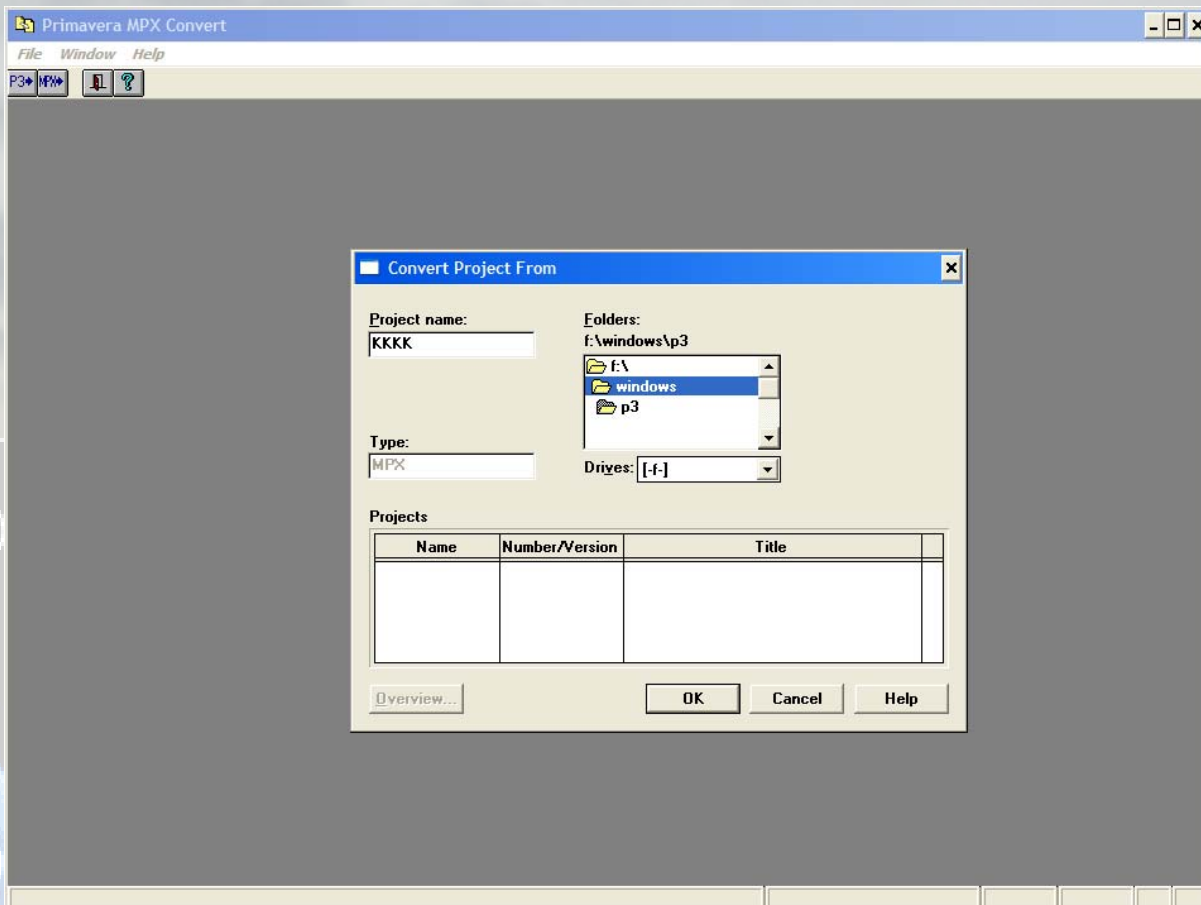 Primavera MPX Convert
File Window Help
P3 MPX ?
Convert Project From
Project name:
KKKK
Folders:
f:\windows\p3
f:\
windows
p3
Type:
MPX
Drives: [-f-]
Projects
Name Number/Version Title
Overview... OK Cancel Help